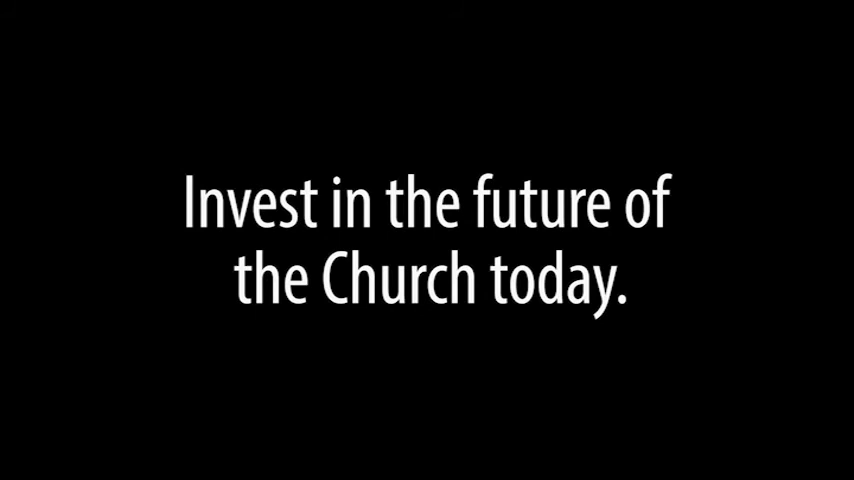 Invest in the future of
the Church today.